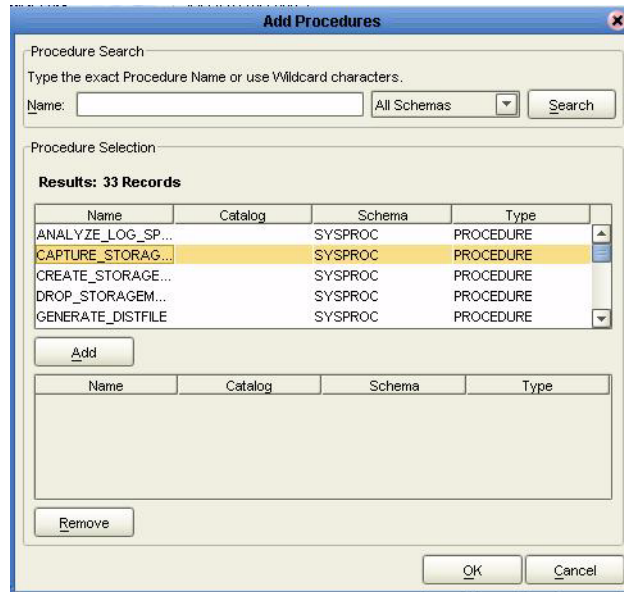 Add Procedures
Procedure Search
Type the exact Procedure Name or use Wildcard characters.
Name: All Schemas Search
Procedure Selection
Results: 33 Records
Name Catalog Schema Type
ANALYZE_LOG_SP... SYSPROC PROCEDURE
CAPTURE_STORAG... SYSPROC PROCEDURE
CREATE_STORAGE... SYSPROC PROCEDURE
DROP_STORAGEM... SYSPROC PROCEDURE
GENERATE_DISTFILE SYSPROC PROCEDURE
Add
Name Catalog Schema Type
Remove
OK Cancel